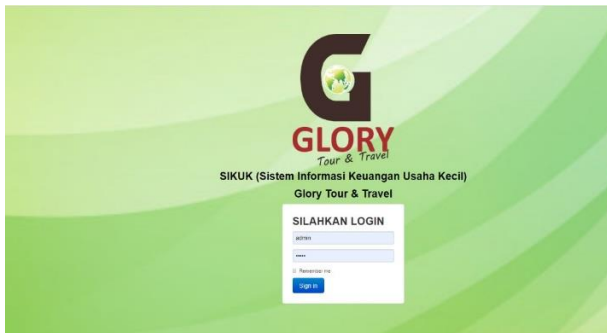 G
GLORY
Tour & Travel
SIKUK (Sistem Informasi Keuangan Usaha Kecil)
Glory Tour & Travel
SILAHKAN LOGIN
admin
•••••
Remember me
Sign in